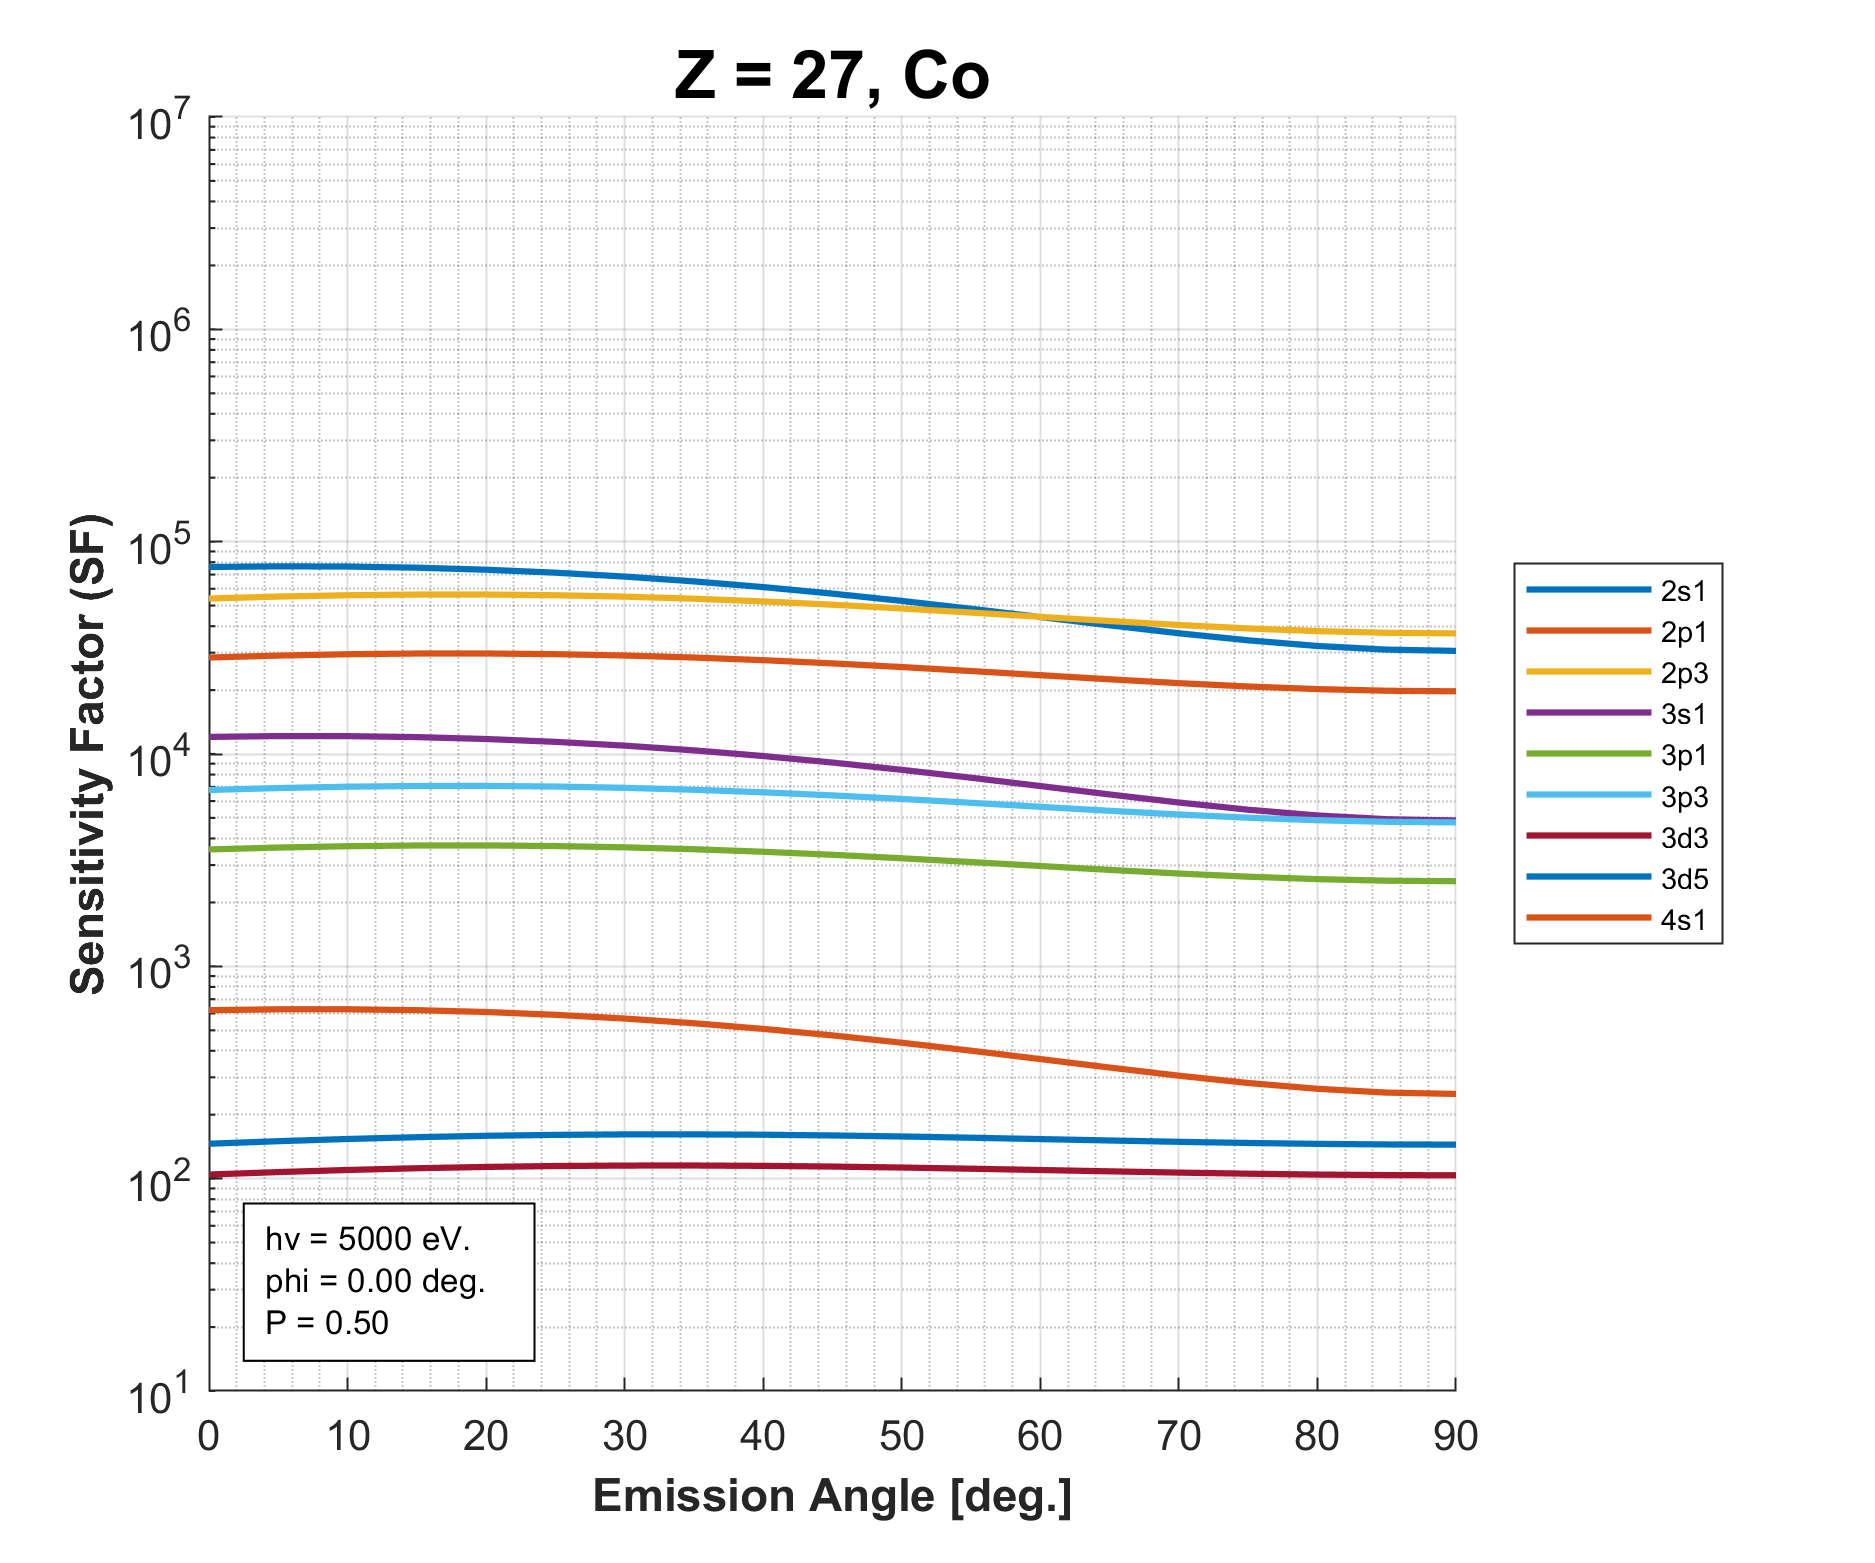 Z = 27, Co
10^7
10^6
10^5
10^4
10^3
10^2
10^1
Sensitivity Factor (SF)
0 10 20 30 40 50 60 70 80 90
Emission Angle [deg.]
hv = 5000 eV.
phi = 0.00 deg.
P = 0.50
2s1
2p1
2p3
3s1
3p1
3p3
3d3
3d5
4s1